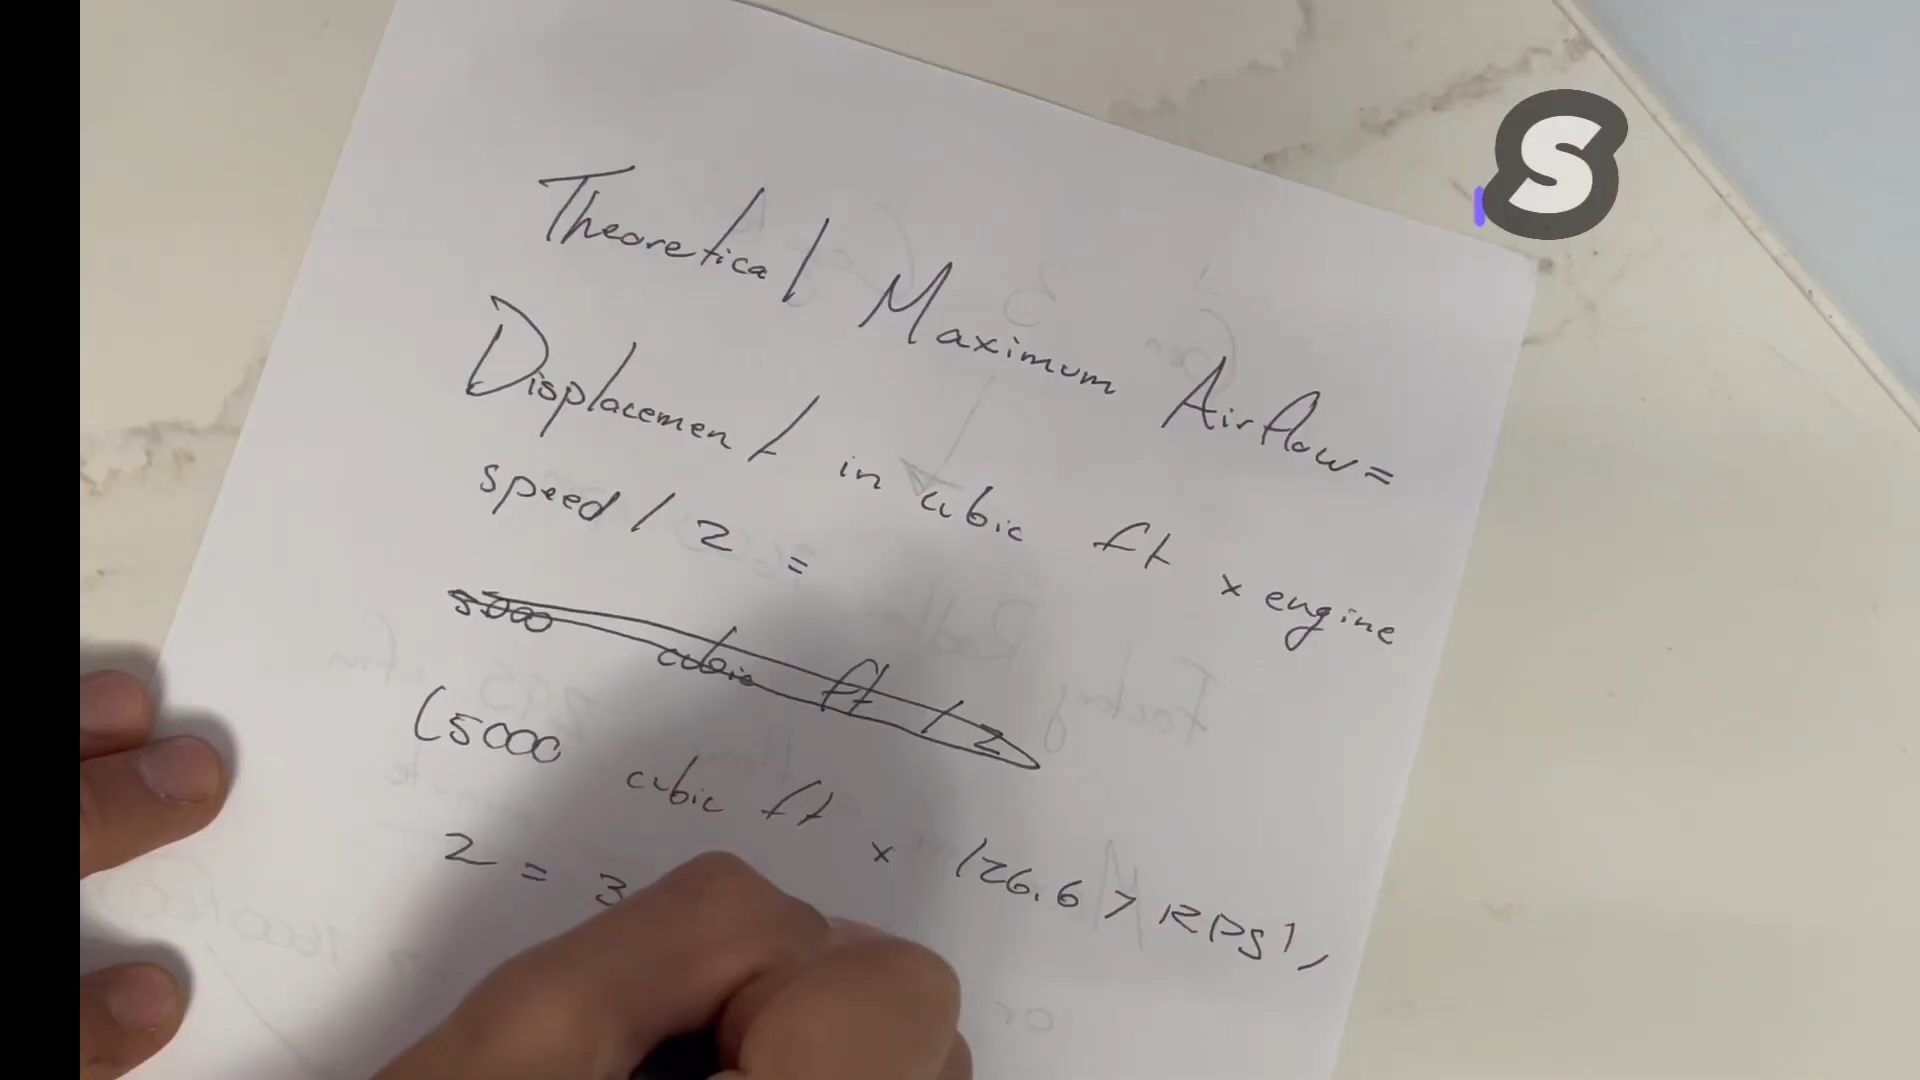 S
Theoretical Maximum Airflow =
Displacement in cubic ft x engine
speed / 2 =
5000 cubic ft / 2
(5000 cubic ft x 126.67 RPS) /
2 = 3